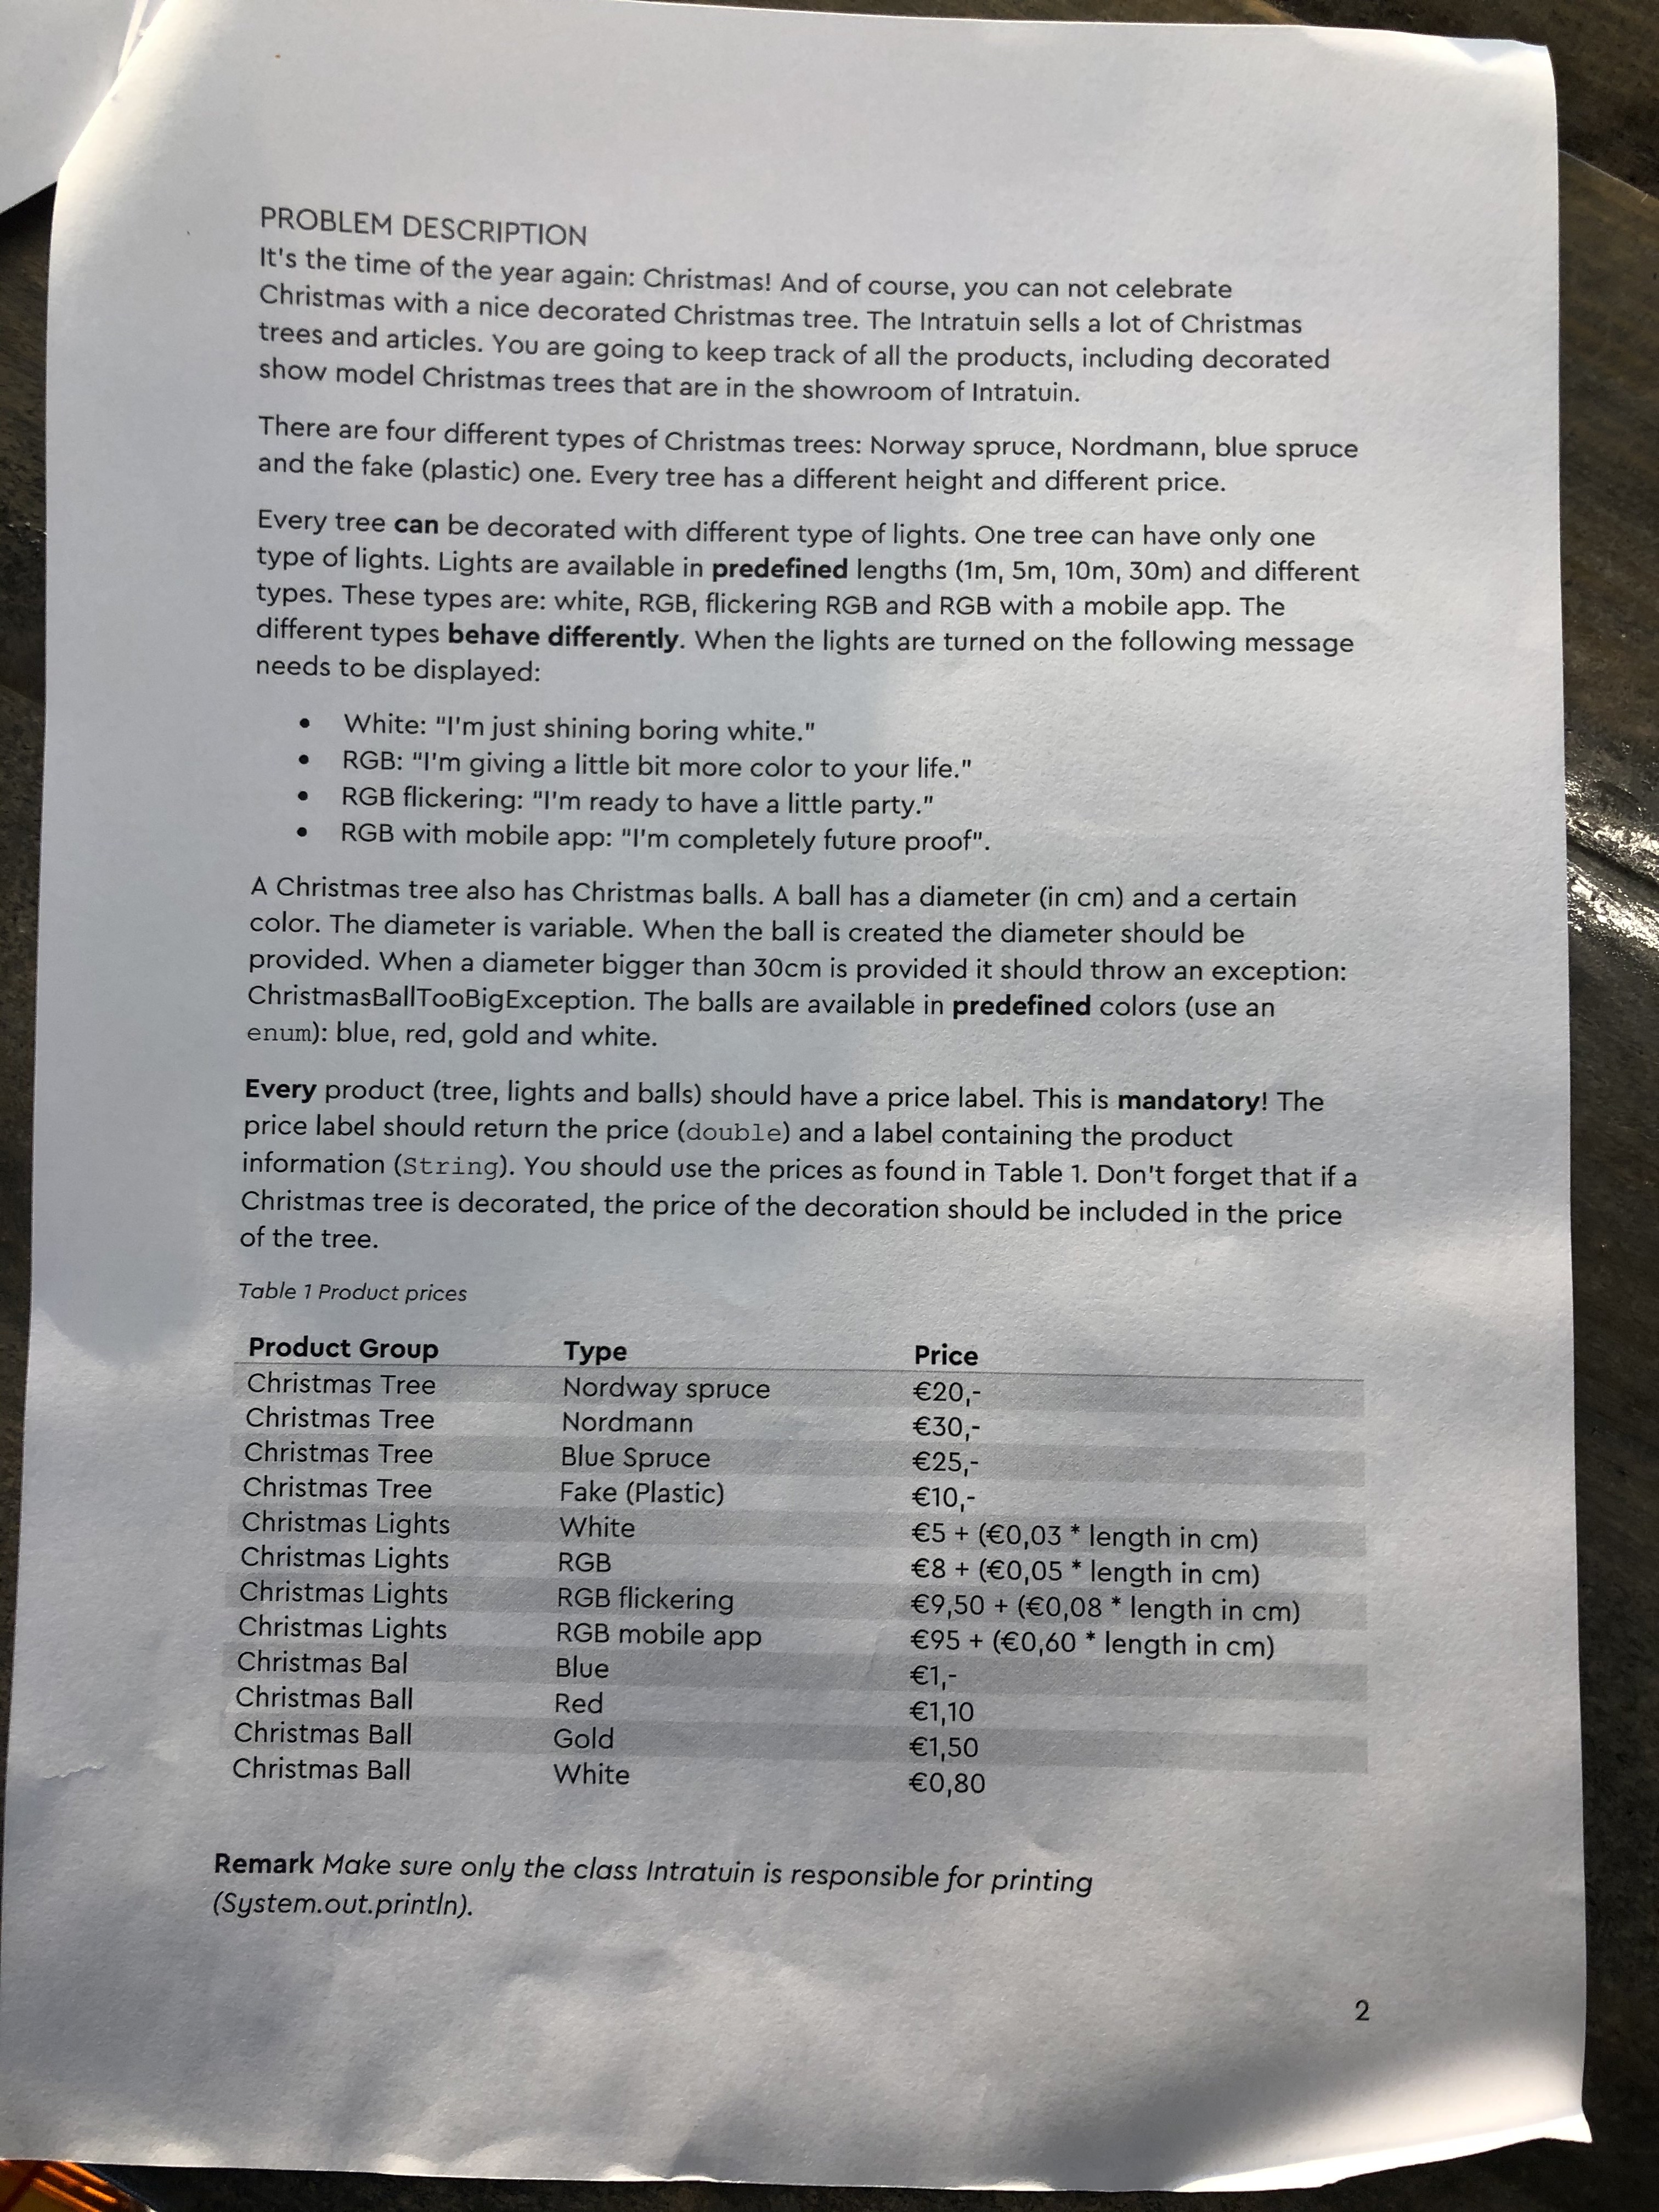 PROBLEM DESCRIPTION
It's the time of the year again: Christmas! And of course, you can not celebrate
Christmas with a nice decorated Christmas tree. The Intratuin sells a lot of Christmas
trees and articles. You are going to keep track of all the products, including decorated
show model Christmas trees that are in the showroom of Intratuin.
There are four different types of Christmas trees: Norway spruce, Nordmann, blue spruce
and the fake (plastic) one. Every tree has a different height and different price.
Every tree can be decorated with different type of lights. One tree can have only one
type of lights. Lights are available in predefined lengths (1m, 5m, 10m, 30m) and different
types. These types are: white, RGB, flickering RGB and RGB with a mobile app. The
different types behave differently. When the lights are turned on the following message
needs to be displayed:
• White: "I'm just shining boring white."
• RGB: "I'm giving a little bit more color to your life."
• RGB flickering: "I'm ready to have a little party."
• RGB with mobile app: "I'm completely future proof".
A Christmas tree also has Christmas balls. A ball has a diameter (in cm) and a certain
color. The diameter is variable. When the ball is created the diameter should be
provided. When a diameter bigger than 30cm is provided it should throw an exception:
ChristmasBallTooBigException. The balls are available in predefined colors (use an
enum): blue, red, gold and white.
Every product (tree, lights and balls) should have a price label. This is mandatory! The
price label should return the price (double) and a label containing the product
information (String). You should use the prices as found in Table 1. Don't forget that if a
Christmas tree is decorated, the price of the decoration should be included in the price
of the tree.
Table 1 Product prices
Product Group Type Price
Christmas Tree Nordway spruce €20,-
Christmas Tree Nordmann €30,-
Christmas Tree Blue Spruce €25,-
Christmas Tree Fake (Plastic) €10,-
Christmas Lights White €5 + (€0,03 * length in cm)
Christmas Lights RGB €8 + (€0,05 * length in cm)
Christmas Lights RGB flickering €9,50 + (€0,08 * length in cm)
Christmas Lights RGB mobile app €95 + (€0,60 * length in cm)
Christmas Bal Blue €1,-
Christmas Ball Red €1,10
Christmas Ball Gold €1,50
Christmas Ball White €0,80
Remark Make sure only the class Intratuin is responsible for printing
(System.out.println).
2